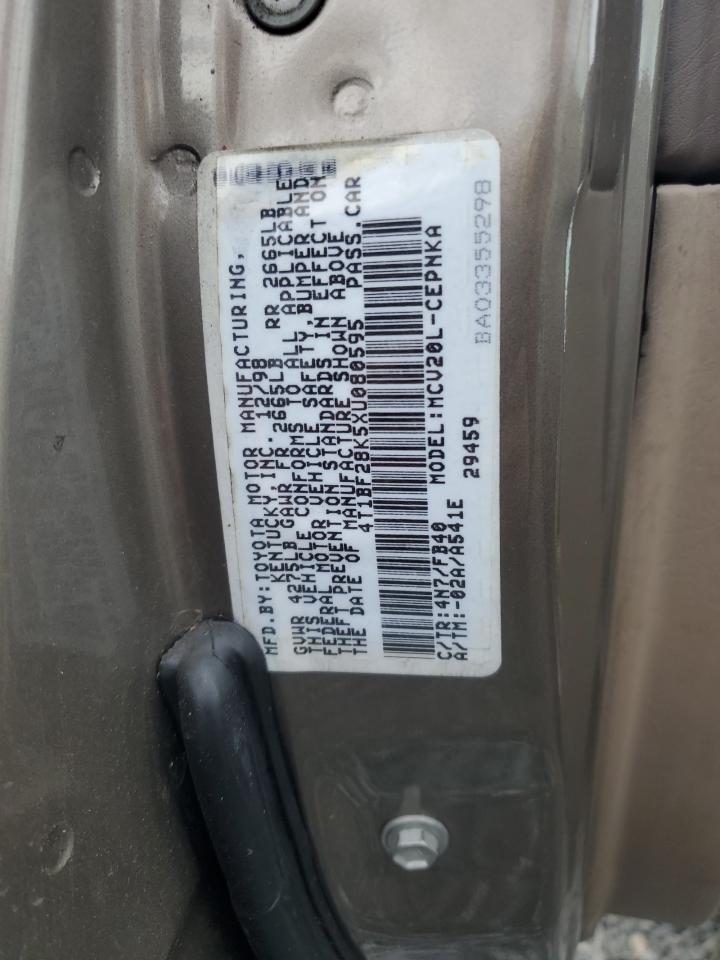 MFD.BY:TOYOTA MOTOR MANUFACTURING,
KENTUCKY,INC. 12/98
GVWR 4275LB GAWR FR 2665LB RR 2665LB
THIS VEHICLE CONFORMS TO ALL APPLICABLE
FEDERAL MOTOR VEHICLE SAFETY,BUMPER AND
THEFT PREVENTION STANDARDS IN EFFECT ON
THE DATE OF MANUFACTURE SHOWN ABOVE.
4T1BF28K5XU080595 PASS.CAR
MODEL:MCV20L-CEPNKA
C/TR:4N7/FB40
A/TM:-02A/A541E 29459
BA03355298